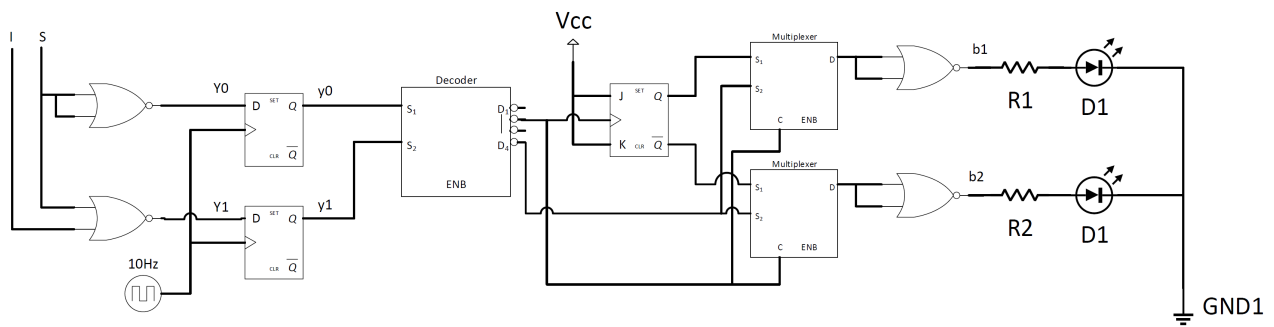 I
S
Vcc
Y0
D
SET
Q
CLR
Q
y0
Y1
D
SET
Q
CLR
Q
y1
10Hz
Decoder
S1
S2
D1
D4
ENB
J
SET
Q
K
CLR
Q
Multiplexer
S1
S2
D
C
ENB
Multiplexer
S1
S2
D
C
ENB
b1
R1
D1
b2
R2
D1
GND1